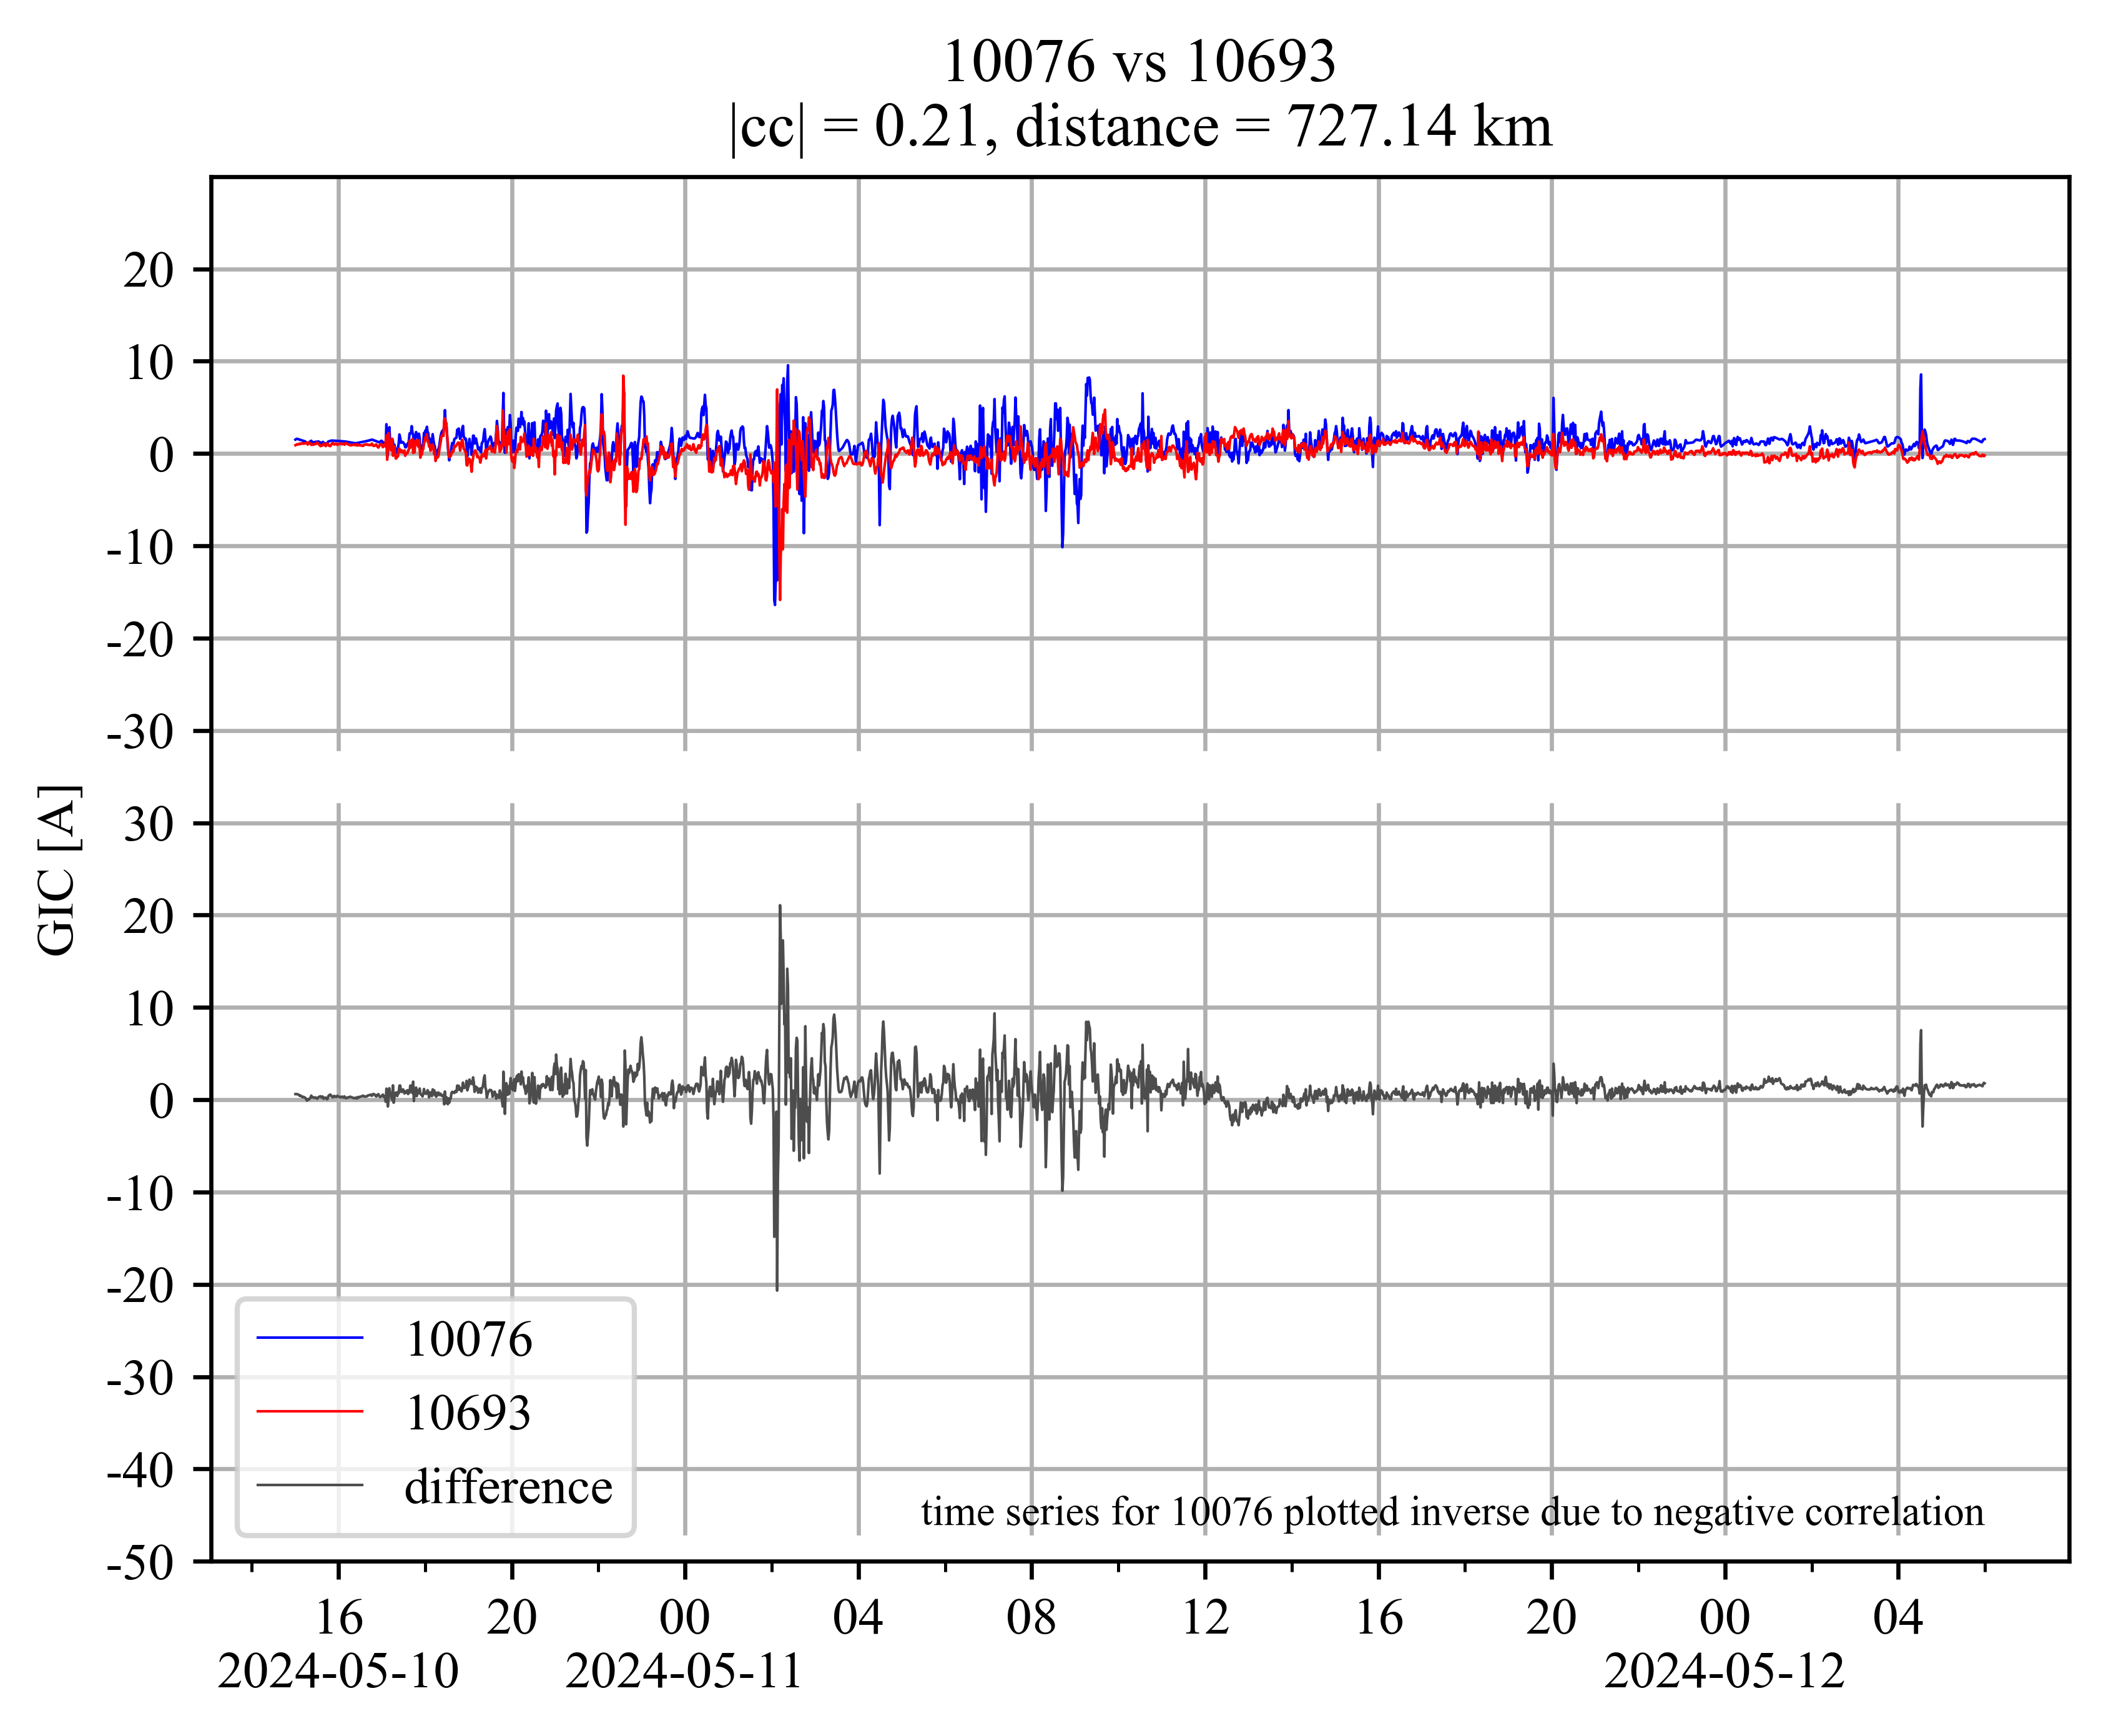 10076 vs 10693
|cc| = 0.21, distance = 727.14 km
20
10
0
-10
-20
-30
30
20
10
0
-10
-20
-30
-40
-50
GIC [A]
10076
10693
difference
time series for 10076 plotted inverse due to negative correlation
16 20 00 04 08 12 16 20 00 04
2024-05-10 2024-05-11 2024-05-12